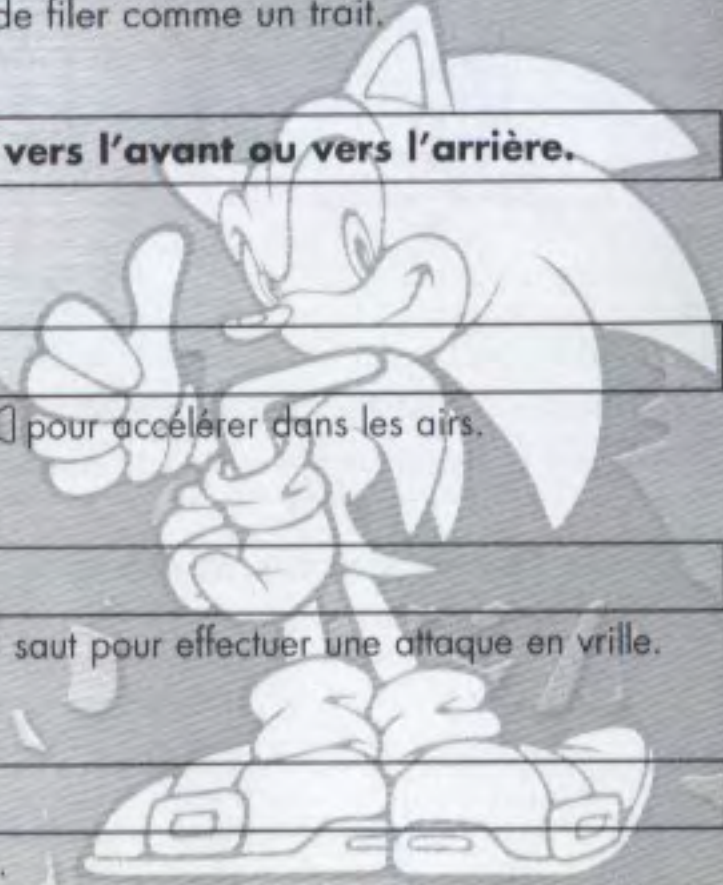 de filer comme un trait.
vers l'avant ou vers l'arrière.
pour accélérer dans les airs.
saut pour effectuer une attaque en vrille.